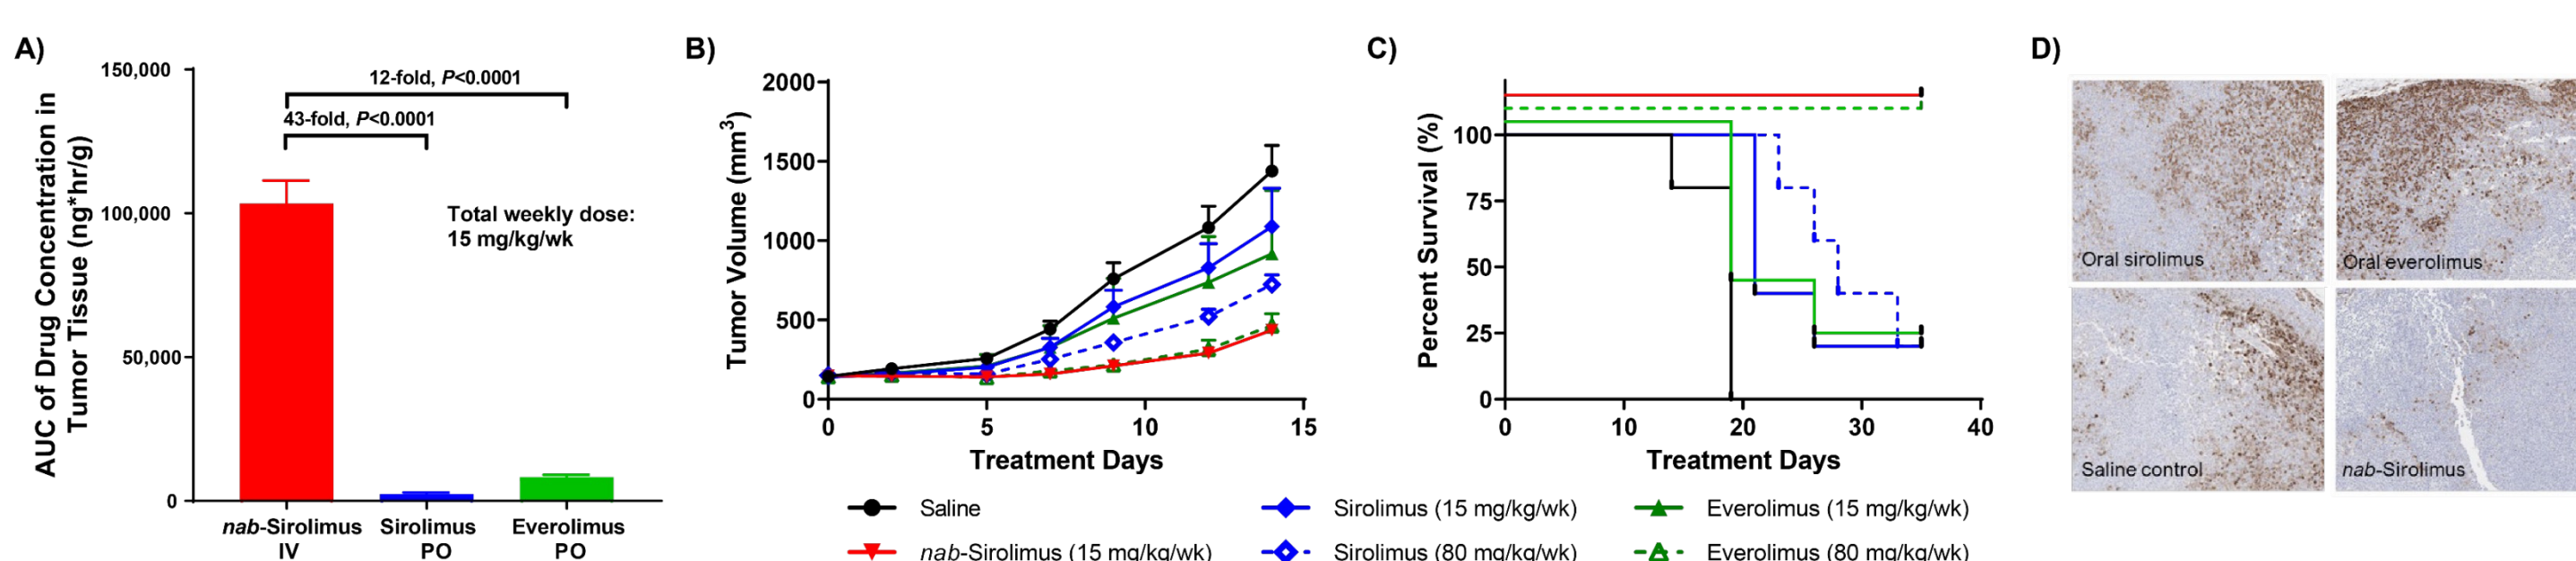 A)
AUC of Drug Concentration in
Tumor Tissue (ng*hr/g)
150,000
100,000
50,000
0
12-fold, P<0.0001
43-fold, P<0.0001
Total weekly dose:
15 mg/kg/wk
nab-Sirolimus
IV
Sirolimus
PO
Everolimus
PO
B)
Tumor Volume (mm³)
2000
1500
1000
500
0
0 5 10 15
Treatment Days
C)
Percent Survival (%)
100
75
50
25
0
0 10 20 30 40
Treatment Days
Saline
Sirolimus (15 mg/kg/wk)
Everolimus (15 mg/kg/wk)
nab-Sirolimus (15 mg/kg/wk)
Sirolimus (80 mg/kg/wk)
Everolimus (80 mg/kg/wk)
D)
Oral sirolimus
Oral everolimus
Saline control
nab-Sirolimus